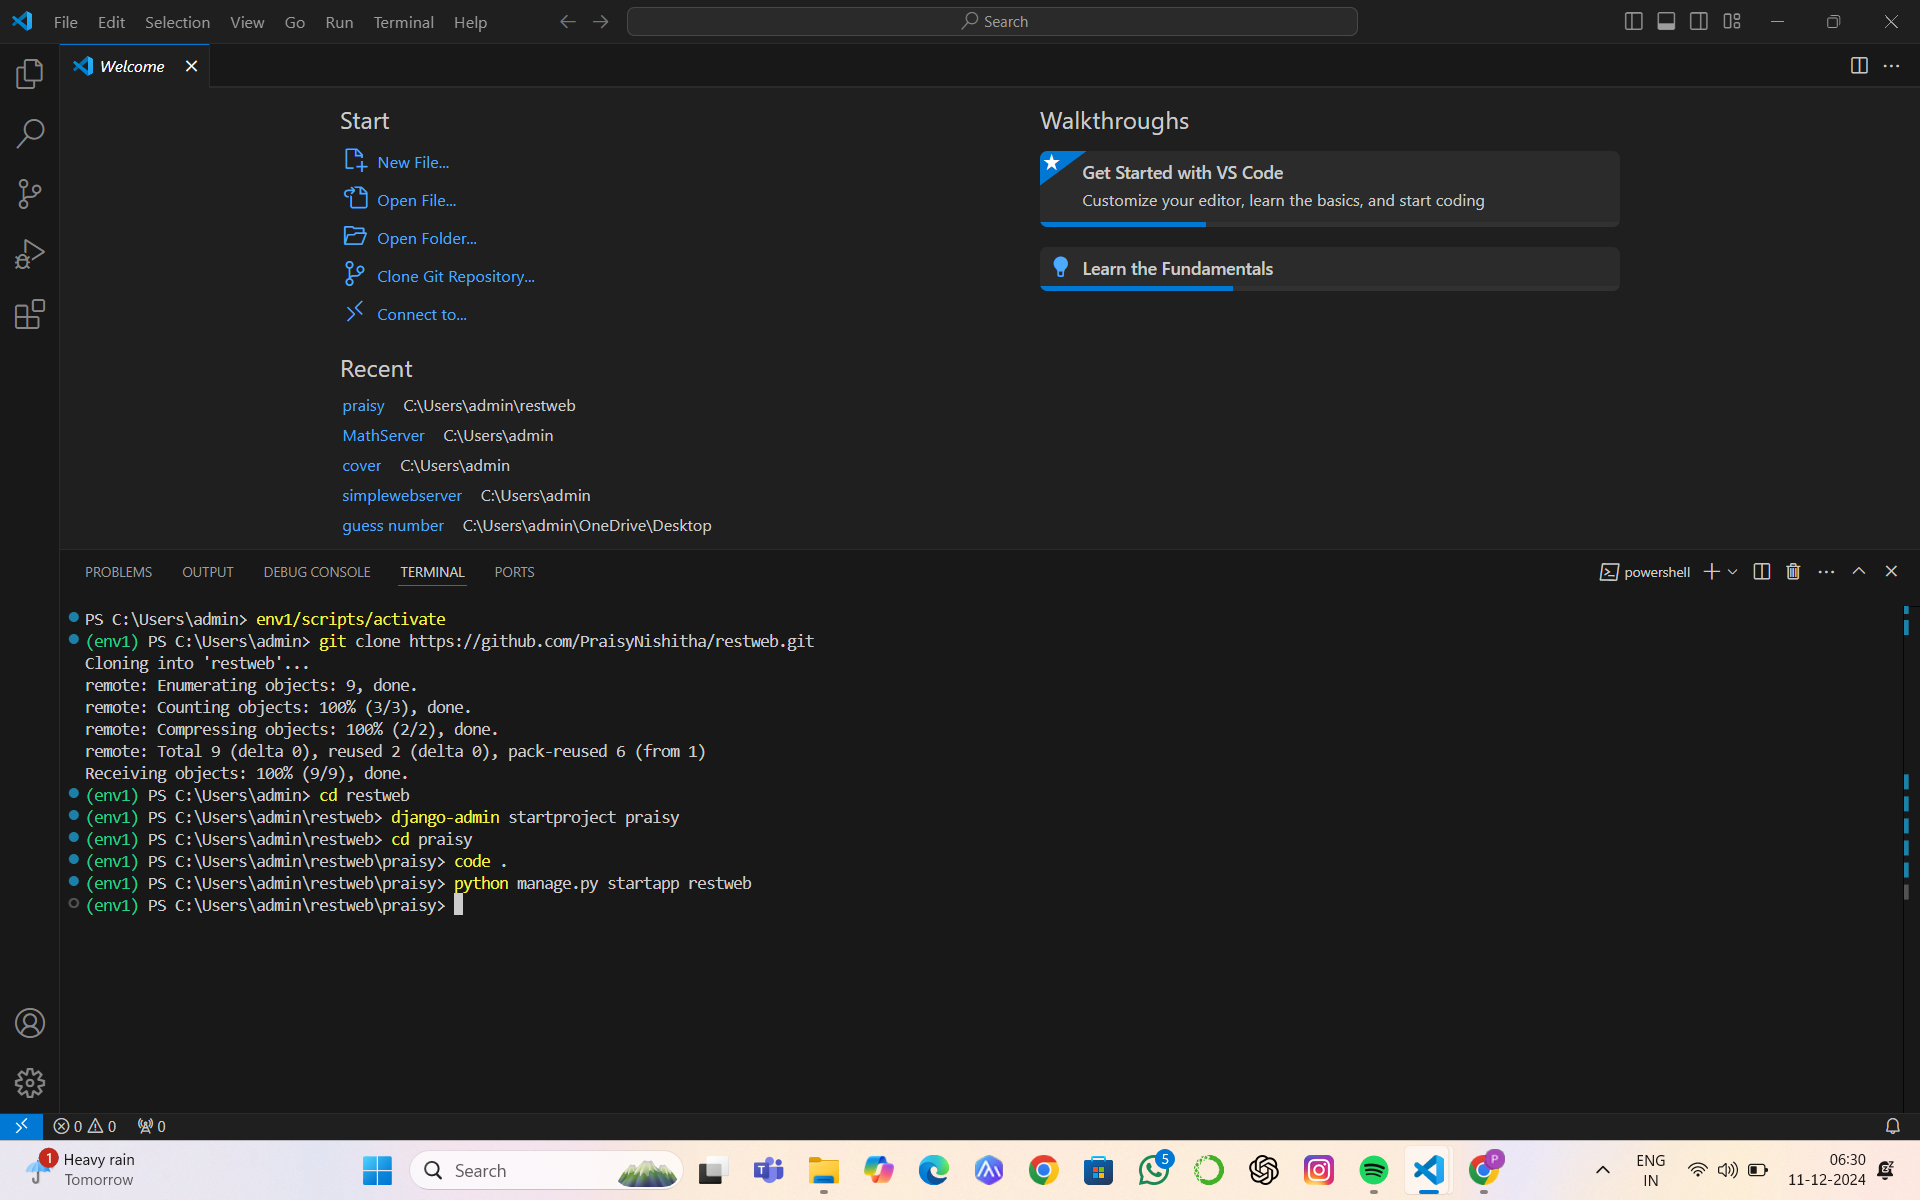 File Edit Selection View Go Run Terminal Help
Search
Welcome
Start
New File...
Open File...
Open Folder...
Clone Git Repository...
Connect to...
Recent
praisy C:\Users\admin\restweb
MathServer C:\Users\admin
cover C:\Users\admin
simplewebserver C:\Users\admin
guess number C:\Users\admin\OneDrive\Desktop
Walkthroughs
Get Started with VS Code
Customize your editor, learn the basics, and start coding
Learn the Fundamentals
PROBLEMS OUTPUT DEBUG CONSOLE TERMINAL PORTS
powershell
PS C:\Users\admin> env1/scripts/activate
(env1) PS C:\Users\admin> git clone https://github.com/PraisyNishitha/restweb.git
Cloning into 'restweb'...
remote: Enumerating objects: 9, done.
remote: Counting objects: 100% (3/3), done.
remote: Compressing objects: 100% (2/2), done.
remote: Total 9 (delta 0), reused 2 (delta 0), pack-reused 6 (from 1)
Receiving objects: 100% (9/9), done.
(env1) PS C:\Users\admin> cd restweb
(env1) PS C:\Users\admin\restweb> django-admin startproject praisy
(env1) PS C:\Users\admin\restweb> cd praisy
(env1) PS C:\Users\admin\restweb\praisy> code .
(env1) PS C:\Users\admin\restweb\praisy> python manage.py startapp restweb
(env1) PS C:\Users\admin\restweb\praisy>
0 0 0
1
Heavy rain
Tomorrow
Search
5
P
ENG
IN
06:30
11-12-2024